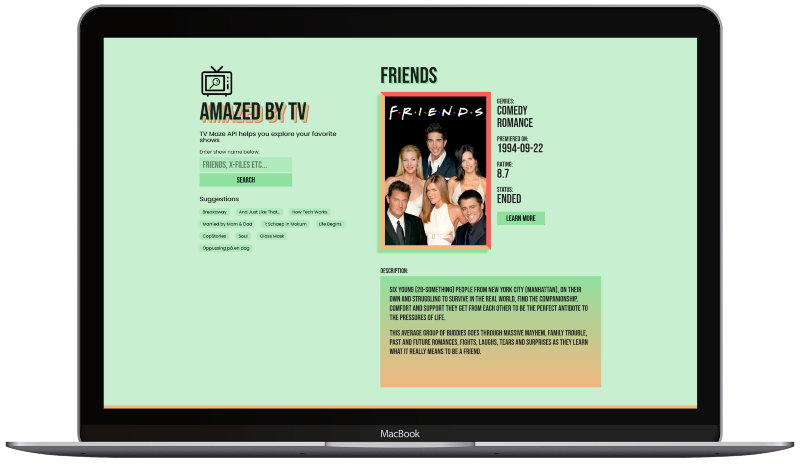 AMAZED BY TV
TV Maze API helps you explore your favorite
shows
Enter show name below
FRIENDS, X-FILES ETC...
SEARCH
Suggestions
Breakaway
And Just Like That…
How Tech Works
Married by Mom & Dad
't Schaep in Mokum
Life Begins
CopStories
Soul
Glass Mask
Oppussing på en dag
FRIENDS
F·R·I·E·N·D·S
GENRES:
COMEDY
ROMANCE
PREMIERED ON:
1994-09-22
RATING:
8.7
STATUS:
ENDED
LEARN MORE
DESCRIPTION:
SIX YOUNG (20-SOMETHING) PEOPLE FROM NEW YORK CITY (MANHATTAN), ON THEIR
OWN AND STRUGGLING TO SURVIVE IN THE REAL WORLD, FIND THE COMPANIONSHIP,
COMFORT AND SUPPORT THEY GET FROM EACH OTHER TO BE THE PERFECT ANTIDOTE TO
THE PRESSURES OF LIFE.
THIS AVERAGE GROUP OF BUDDIES GOES THROUGH MASSIVE MAYHEM, FAMILY TROUBLE,
PAST AND FUTURE ROMANCES, FIGHTS, LAUGHS, TEARS AND SURPRISES AS THEY LEARN
WHAT IT REALLY MEANS TO BE A FRIEND.
MacBook